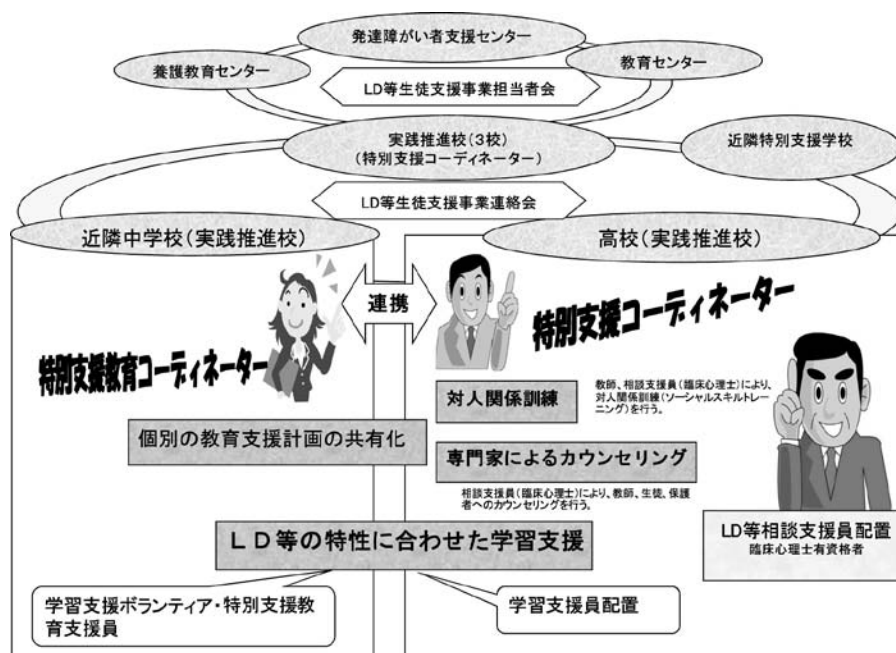 発達障がい者支援センター
養護教育センター
教育センター
LD等生徒支援事業担当者会
実践推進校(3校)
(特別支援コーディネーター)
近隣特別支援学校
LD等生徒支援事業連絡会
近隣中学校(実践推進校)
高校(実践推進校)
連携
特別支援教育コーディネーター
特別支援コーディネーター
対人関係訓練
教師、相談支援員(臨床心理士)により、
対人関係訓練(ソーシャルスキルトレー
ニング)を行う。
個別の教育支援計画の共有化
専門家によるカウンセリング
相談支援員(臨床心理士)により、教師、生徒、保護
者へのカウンセリングを行う。
LD等相談支援員配置
臨床心理士有資格者
LD等の特性に合わせた学習支援
学習支援ボランティア・特別支援教
育支援員
学習支援員配置